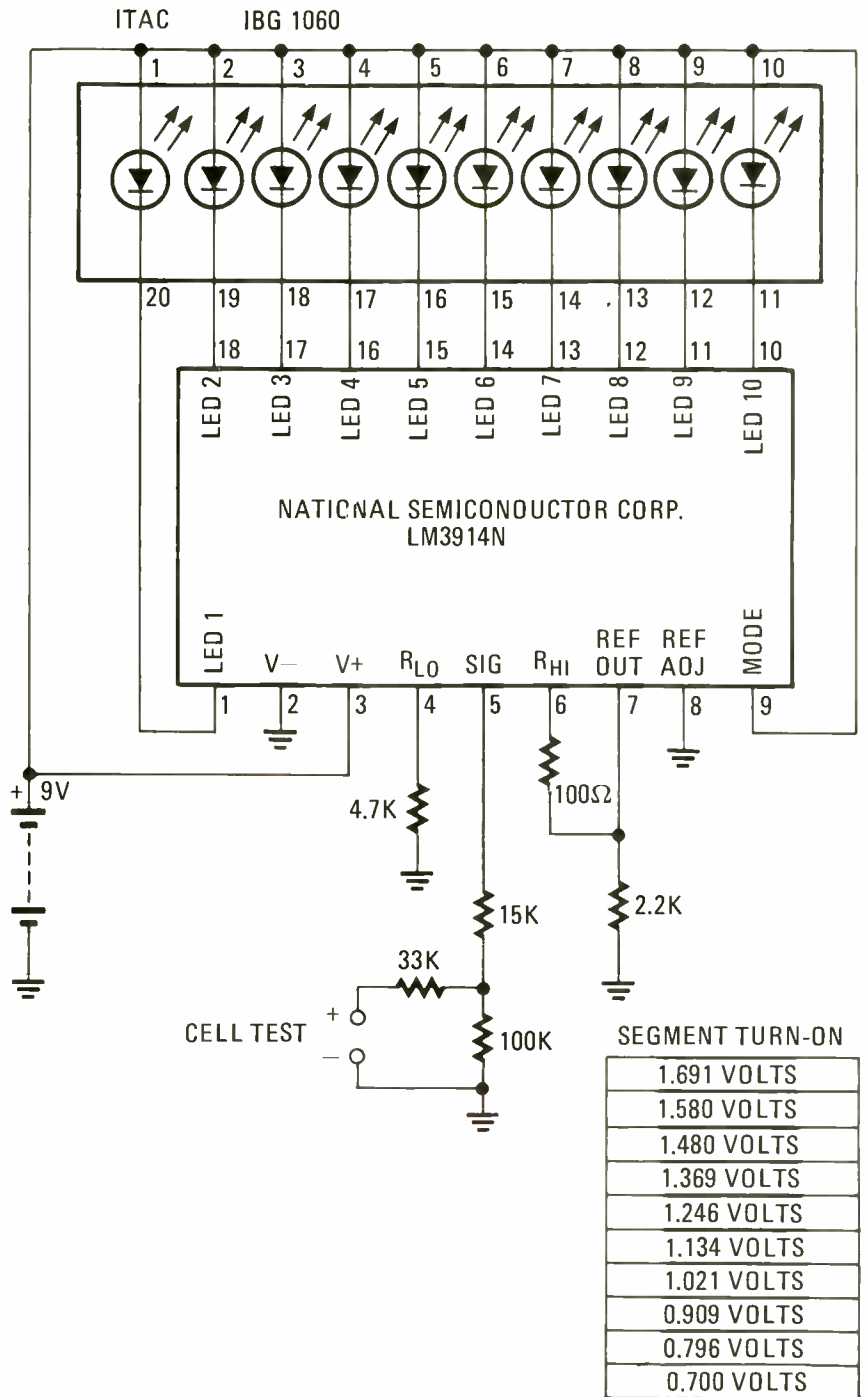 ITAC IBG 1060
1 2 3 4 5 6 7 8 9 10
20 19 18 17 16 15 14 13 12 11
18 17 16 15 14 13 12 11 10
LED 2 LED 3 LED 4 LED 5 LED 6 LED 7 LED 8 LED 9 LED 10
NATIONAL SEMICONDUCTOR CORP.
LM3914N
LED 1 V− V+ RLO SIG RHI REF OUT REF AOJ MODE
1 2 3 4 5 6 7 8 9
+ 9V
4.7K
100Ω
15K
2.2K
33K
+
CELL TEST
−
100K
SEGMENT TURN-ON
1.691 VOLTS
1.580 VOLTS
1.480 VOLTS
1.369 VOLTS
1.246 VOLTS
1.134 VOLTS
1.021 VOLTS
0.909 VOLTS
0.796 VOLTS
0.700 VOLTS